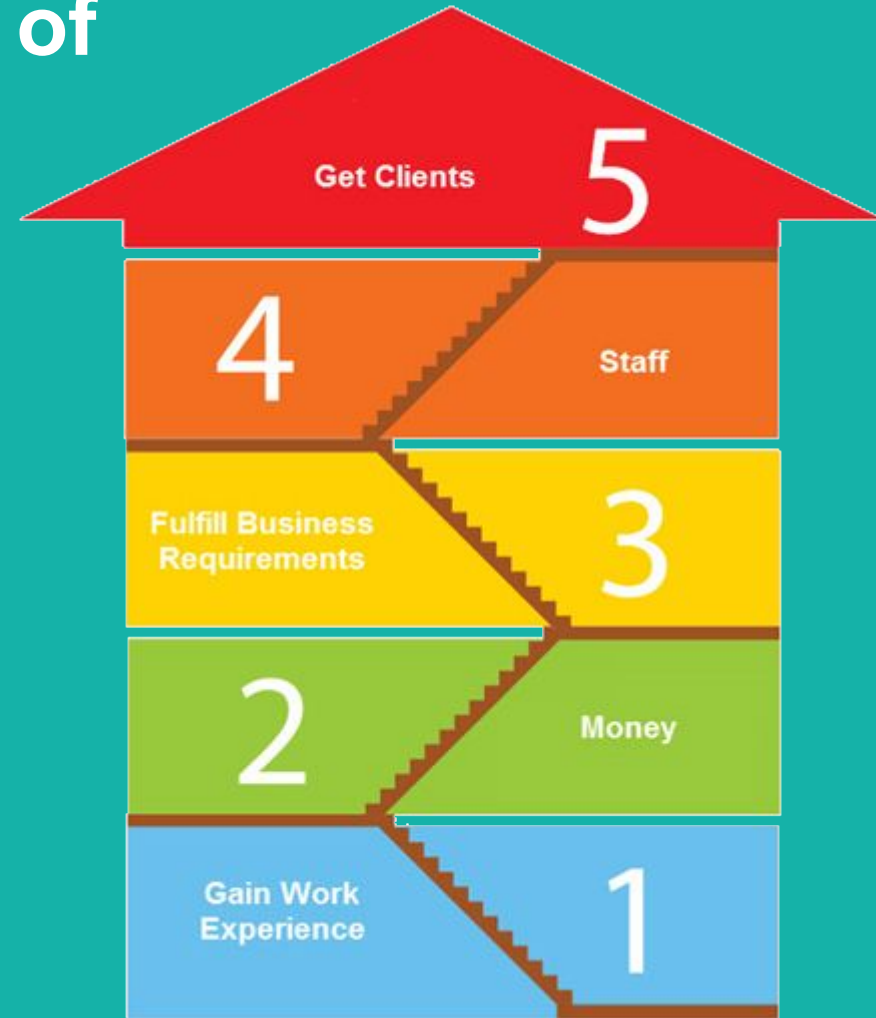 of
Get Clients
5
4
Staff
Fulfill Business
Requirements
3
2
Money
Gain Work
Experience
1